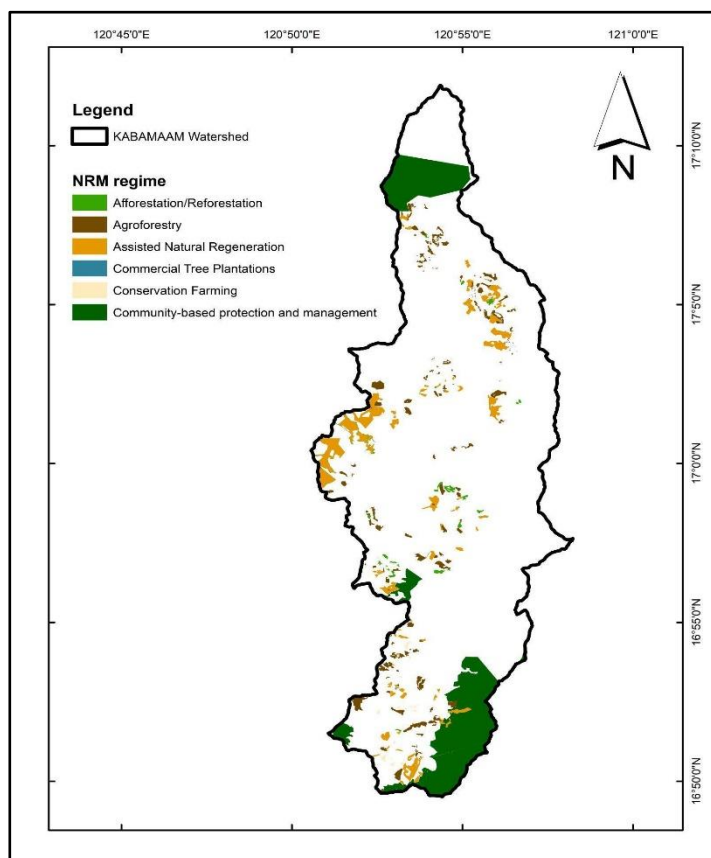 120°45'0"E 120°50'0"E 120°55'0"E 121°0'0"E
Legend
KABAMAAM Watershed
N
NRM regime
Afforestation/Reforestation
Agroforestry
Assisted Natural Regeneration
Commercial Tree Plantations
Conservation Farming
Community-based protection and management
17°10'0"N
17°5'0"N
17°0'0"N
16°55'0"N
16°50'0"N